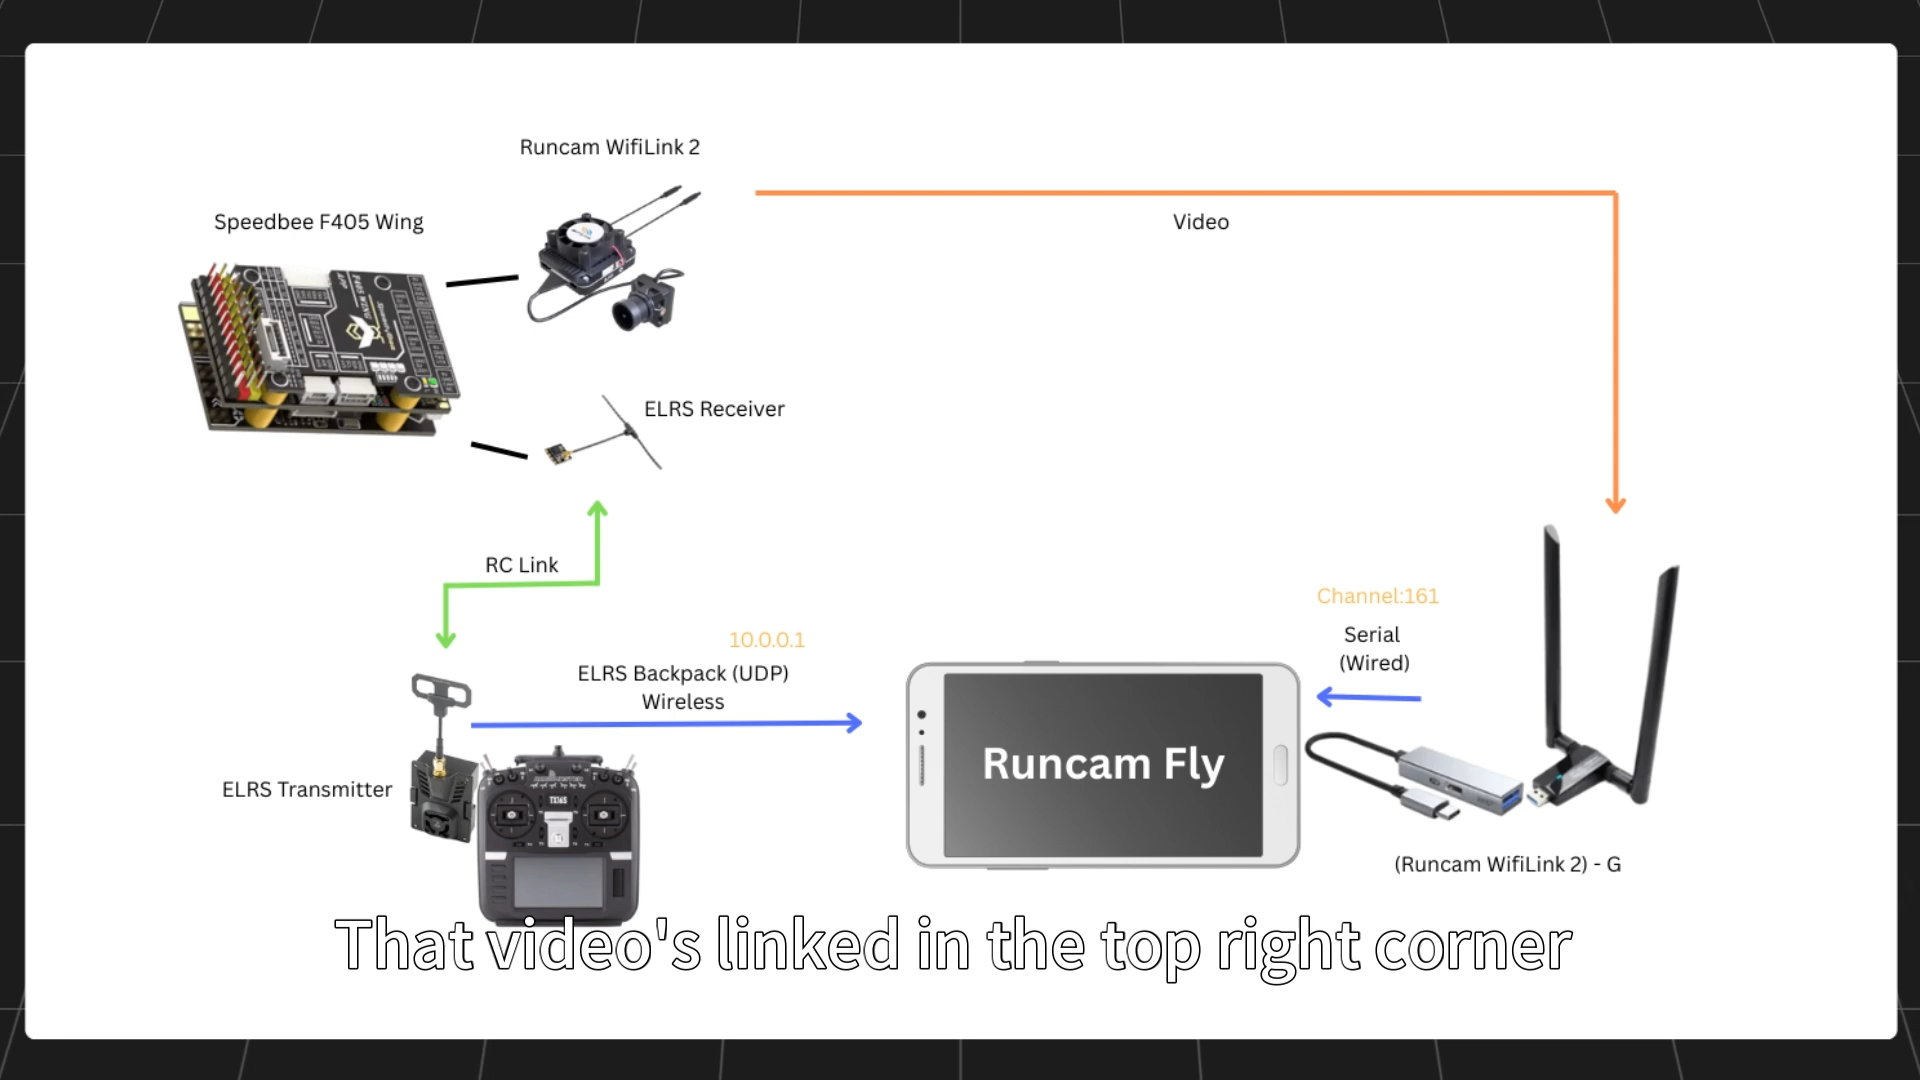 Runcam WifiLink 2
Speedbee F405 Wing
Video
ELRS Receiver
RC Link
Channel:161
Serial
(Wired)
10.0.0.1
ELRS Backpack (UDP)
Wireless
Runcam Fly
ELRS Transmitter
TX16S
(Runcam WifiLink 2) - G
That video's linked in the top right corner